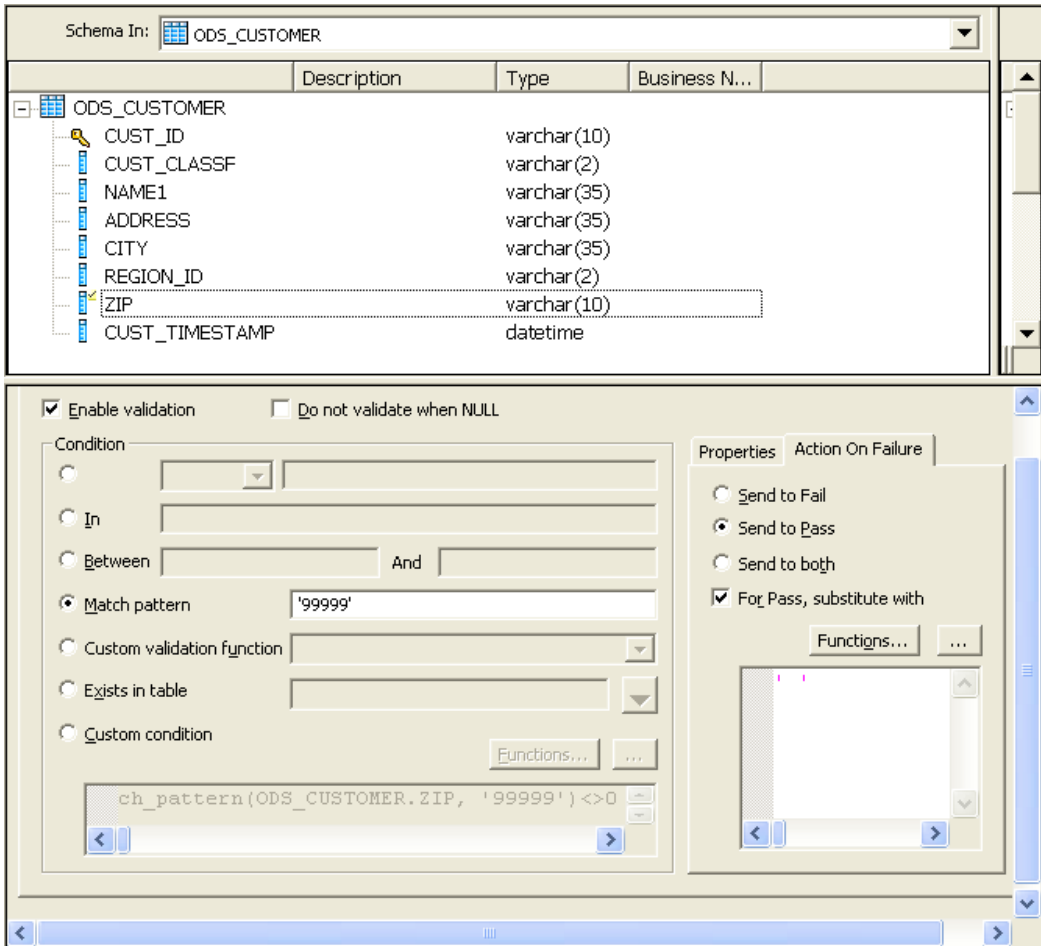 Schema In: ODS_CUSTOMER
Description Type Business N...
ODS_CUSTOMER
CUST_ID varchar(10)
CUST_CLASSF varchar(2)
NAME1 varchar(35)
ADDRESS varchar(35)
CITY varchar(35)
REGION_ID varchar(2)
ZIP varchar(10)
CUST_TIMESTAMP datetime
Enable validation Do not validate when NULL
Condition
In
Between And
Match pattern '99999'
Custom validation function
Exists in table
Custom condition
Functions... ...
ch_pattern(ODS_CUSTOMER.ZIP, '99999')<>0
Properties Action On Failure
Send to Fail
Send to Pass
Send to both
For Pass, substitute with
Functions... ...
' '